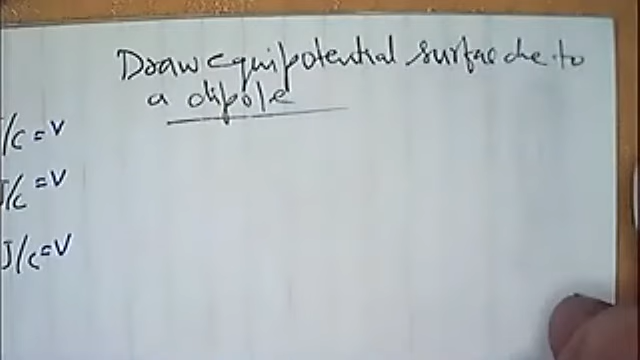 Draw equipotential surface due to
a dipole
J/C = V
J/C = V
J/C = V